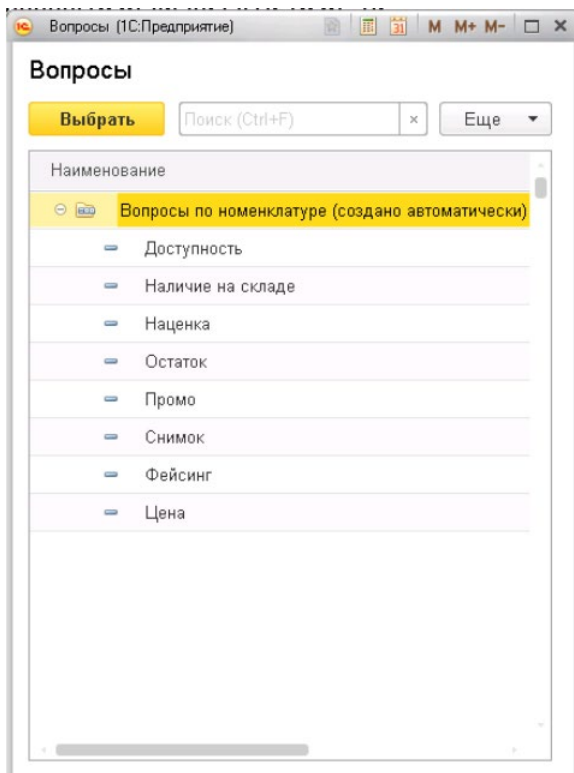 Вопросы (1С:Предприятие)
31 M M+ M-
Вопросы
Выбрать
Поиск (Ctrl+F)
Еще
Наименование
Вопросы по номенклатуре (создано автоматически)
Доступность
Наличие на складе
Наценка
Остаток
Промо
Снимок
Фейсинг
Цена